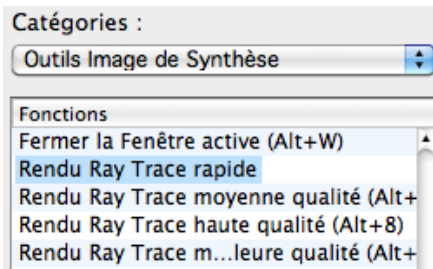 Catégories :
Outils Image de Synthèse
Fonctions
Fermer la Fenêtre active (Alt+W)
Rendu Ray Trace rapide
Rendu Ray Trace moyenne qualité (Alt+
Rendu Ray Trace haute qualité (Alt+8)
Rendu Ray Trace m...leure qualité (Alt+